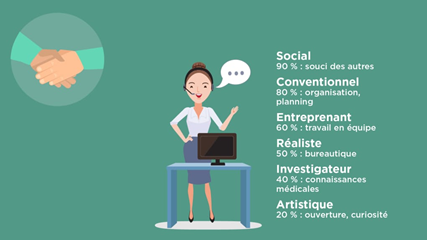 Social
90 % : souci des autres
Conventionnel
80 % : organisation,
planning
Entreprenant
60 % : travail en équipe
Réaliste
50 % : bureautique
Investigateur
40 % : connaissances
médicales
Artistique
20 % : ouverture, curiosité